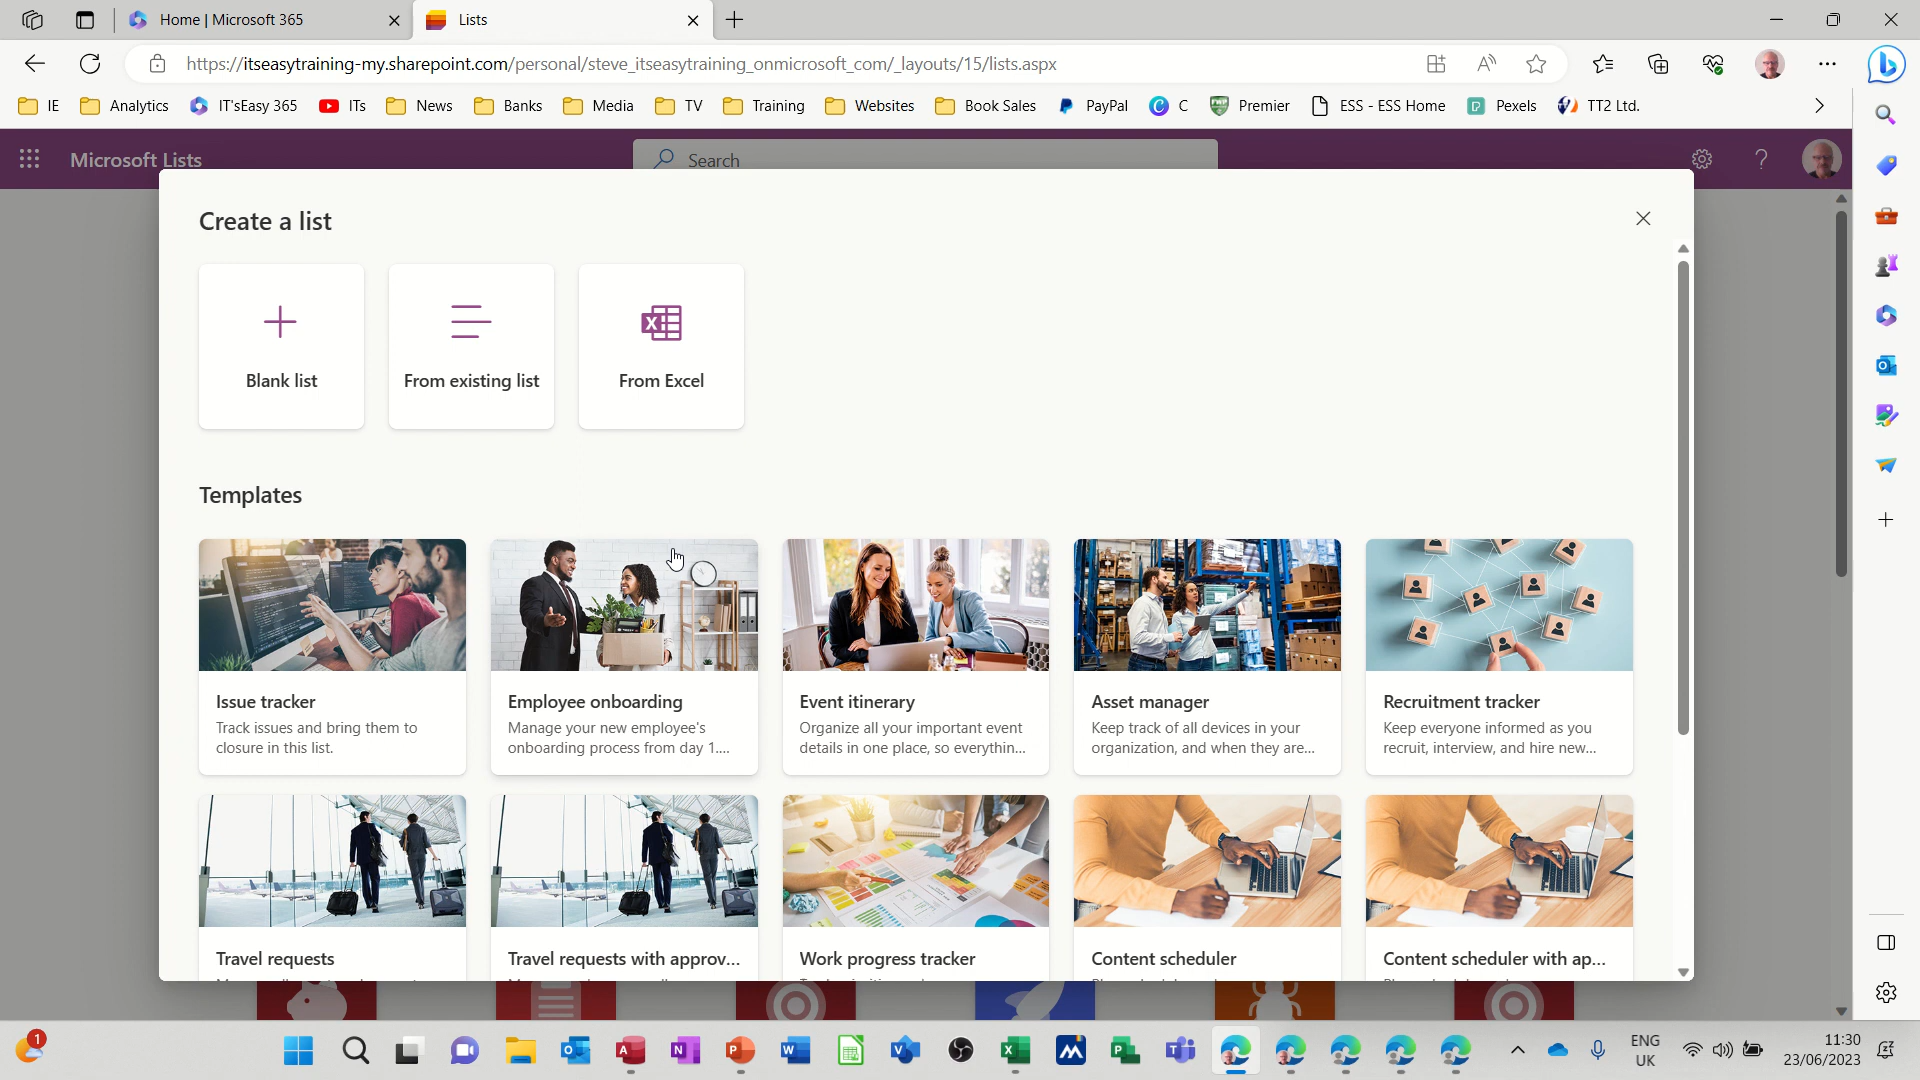 Home | Microsoft 365
Lists
https://itseasytraining-my.sharepoint.com/personal/steve_itseasytraining_onmicrosoft_com/_layouts/15/lists.aspx
IE
Analytics
IT'sEasy 365
ITs
News
Banks
Media
TV
Training
Websites
Book Sales
PayPal
C
Premier
ESS - ESS Home
Pexels
TT2 Ltd.
Microsoft Lists
Search
Create a list
Blank list
From existing list
From Excel
Templates
Issue tracker
Track issues and bring them to
closure in this list.
Employee onboarding
Manage your new employee's
onboarding process from day 1....
Event itinerary
Organize all your important event
details in one place, so everythin...
Asset manager
Keep track of all devices in your
organization, and when they are...
Recruitment tracker
Keep everyone informed as you
recruit, interview, and hire new...
Travel requests
Travel requests with approv...
Work progress tracker
Content scheduler
Content scheduler with ap...
1
ENG
UK
11:30
23/06/2023